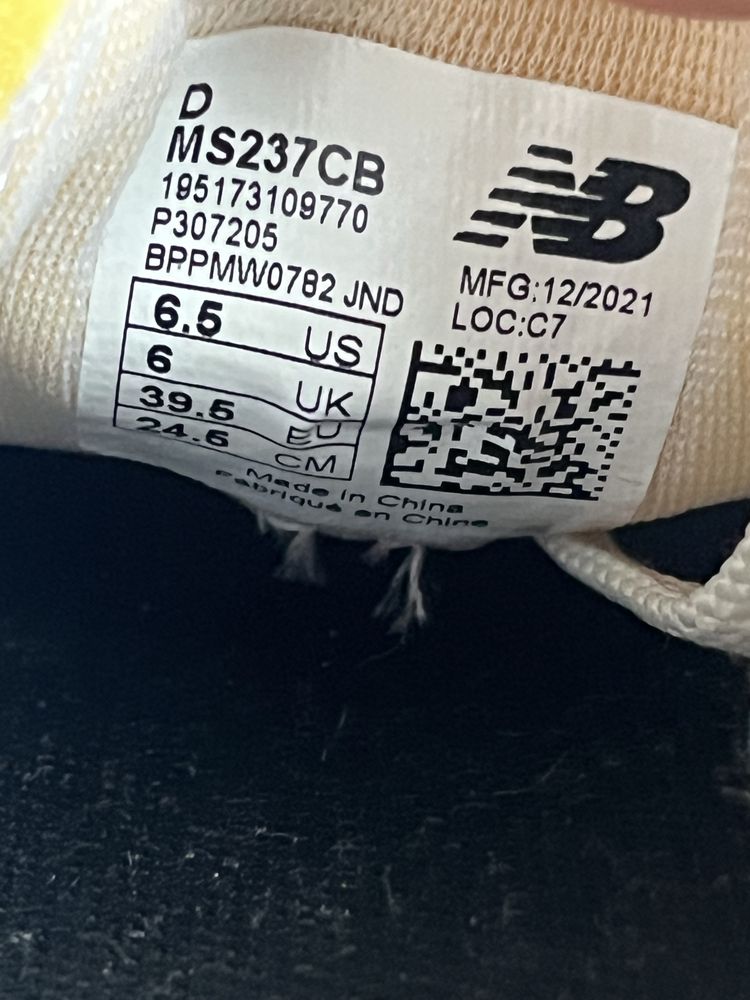 D
MS237CB
195173109770
P307205
BPPMW0782 JND
6.5 US
6 UK
39.5 EU
24.5 CM
Made in China
Fabriqué en Chine
NB
MFG:12/2021
LOC:C7